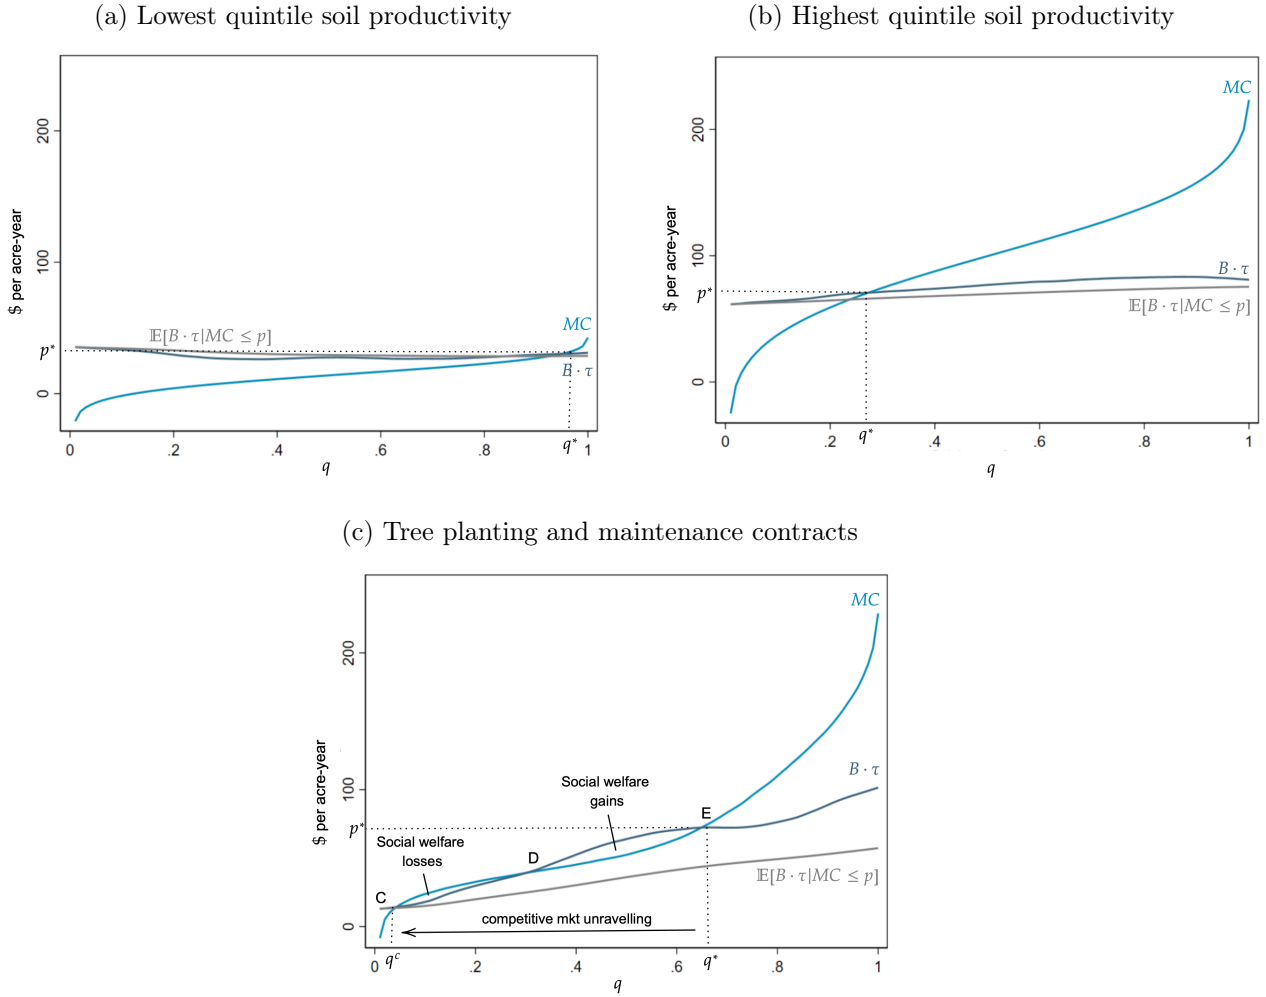 (a) Lowest quintile soil productivity
$ per acre-year
200
100
0
p*
𝔼[B · τ|MC ≤ p]
MC
B · τ
0 .2 .4 .6 .8 q* 1
q
(b) Highest quintile soil productivity
$ per acre-year
200
100
0
p*
MC
B · τ
𝔼[B · τ|MC ≤ p]
0 .2 q* .4 .6 .8 1
q
(c) Tree planting and maintenance contracts
$ per acre-year
200
100
0
p*
MC
B · τ
Social welfare
gains
E
Social welfare
losses
D
C
𝔼[B · τ|MC ≤ p]
competitive mkt unravelling
0 qᶜ .2 .4 .6 q* .8 1
q